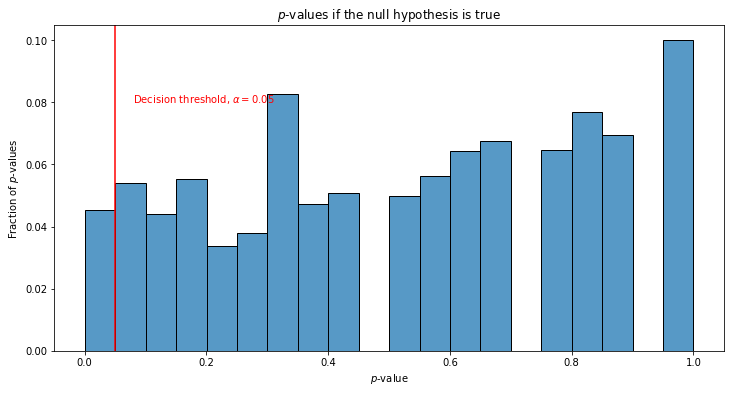 p-values if the null hypothesis is true
0.10
0.08
0.06
0.04
0.02
0.00
Fraction of p-values
Decision threshold, α = 0.05
0.0 0.2 0.4 0.6 0.8 1.0
p-value